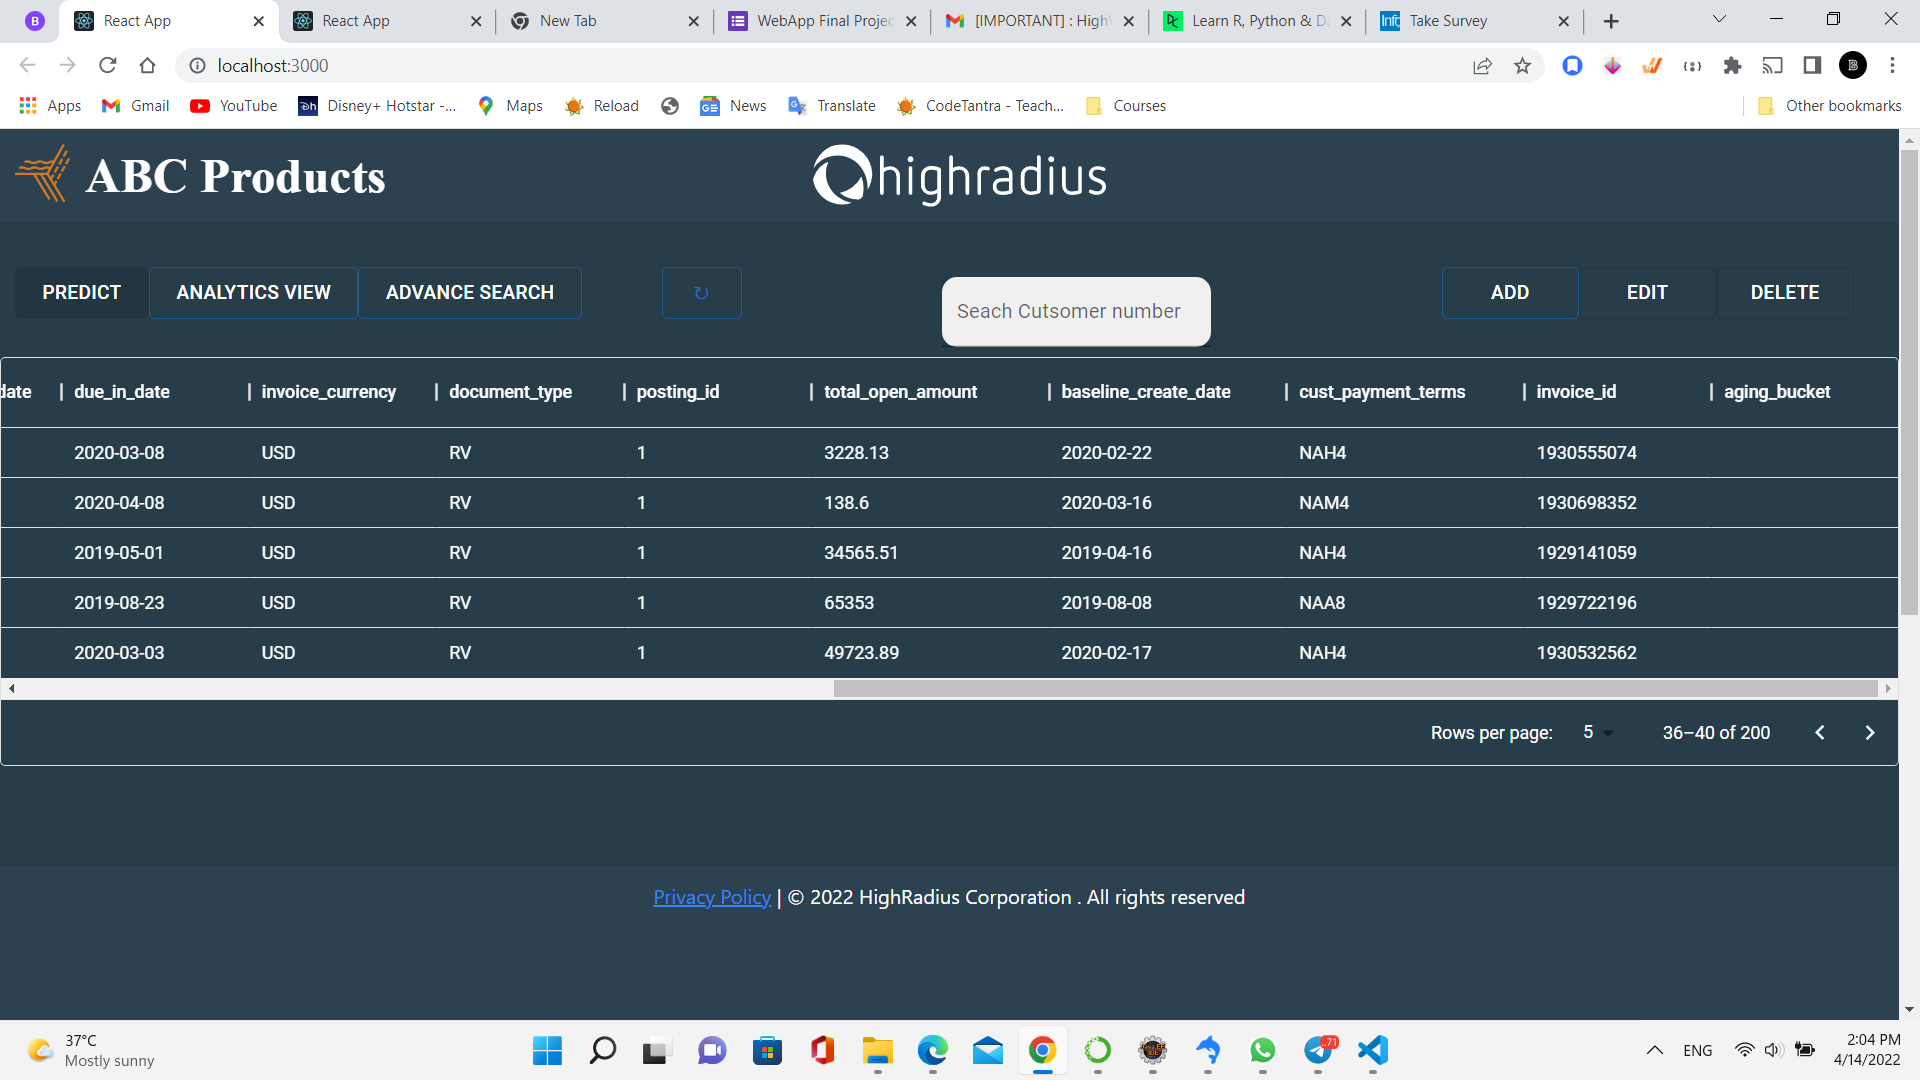 B
React App
React App
New Tab
WebApp Final Projec
[IMPORTANT] : High
Learn R, Python & D
Info
Take Survey
localhost:3000
B
Apps
Gmail
YouTube
Disney+ Hotstar -...
Maps
Reload
News
Translate
CodeTantra - Teach...
Courses
Other bookmarks
ABC Products
highradius
PREDICT
ANALYTICS VIEW
ADVANCE SEARCH
↻
Seach Cutsomer number
ADD
EDIT
DELETE
date due_in_date invoice_currency document_type posting_id total_open_amount baseline_create_date cust_payment_terms invoice_id aging_bucket
2020-03-08 USD RV 1 3228.13 2020-02-22 NAH4 1930555074
2020-04-08 USD RV 1 138.6 2020-03-16 NAM4 1930698352
2019-05-01 USD RV 1 34565.51 2019-04-16 NAH4 1929141059
2019-08-23 USD RV 1 65353 2019-08-08 NAA8 1929722196
2020-03-03 USD RV 1 49723.89 2020-02-17 NAH4 1930532562
Rows per page: 5 36–40 of 200
Privacy Policy | © 2022 HighRadius Corporation . All rights reserved
37°C
Mostly sunny
..71
ENG
2:04 PM
4/14/2022